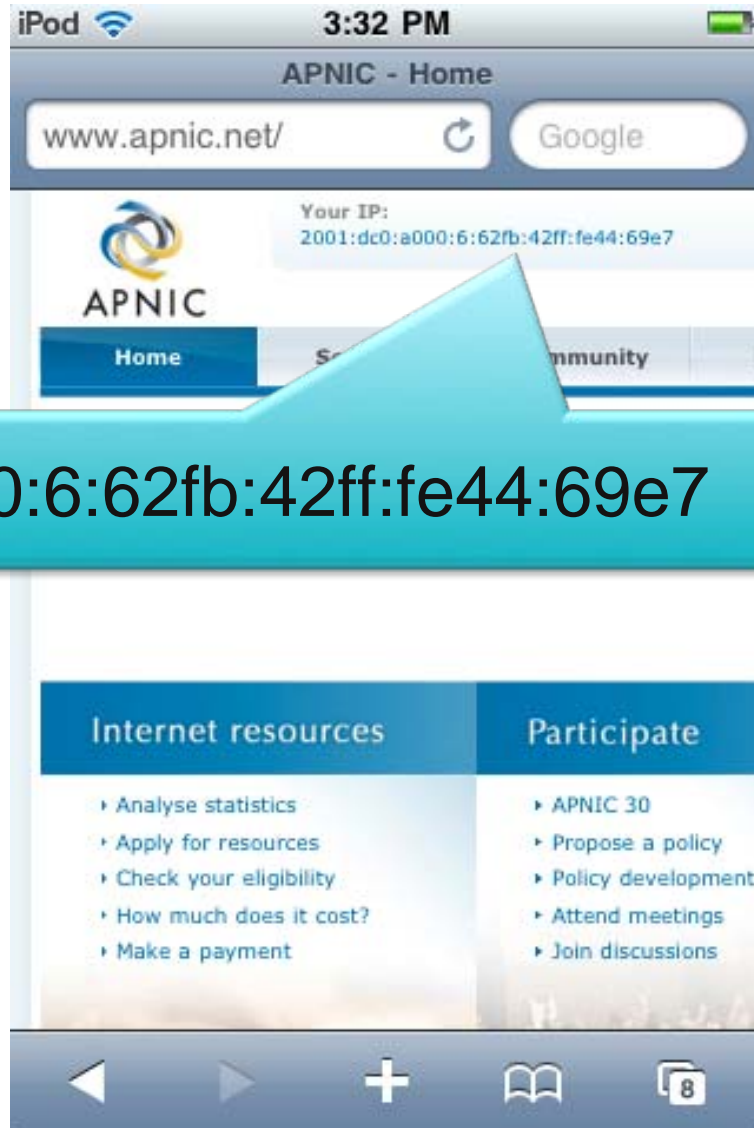 iPod 3:32 PM
APNIC - Home
www.apnic.net/ Google
Your IP:
2001:dc0:a000:6:62fb:42ff:fe44:69e7
APNIC
Home
0:6:62fb:42ff:fe44:69e7
Internet resources Participate
Analyse statistics
Apply for resources
Check your eligibility
How much does it cost?
Make a payment
APNIC 30
Propose a policy
Policy development
Attend meetings
Join discussions
8